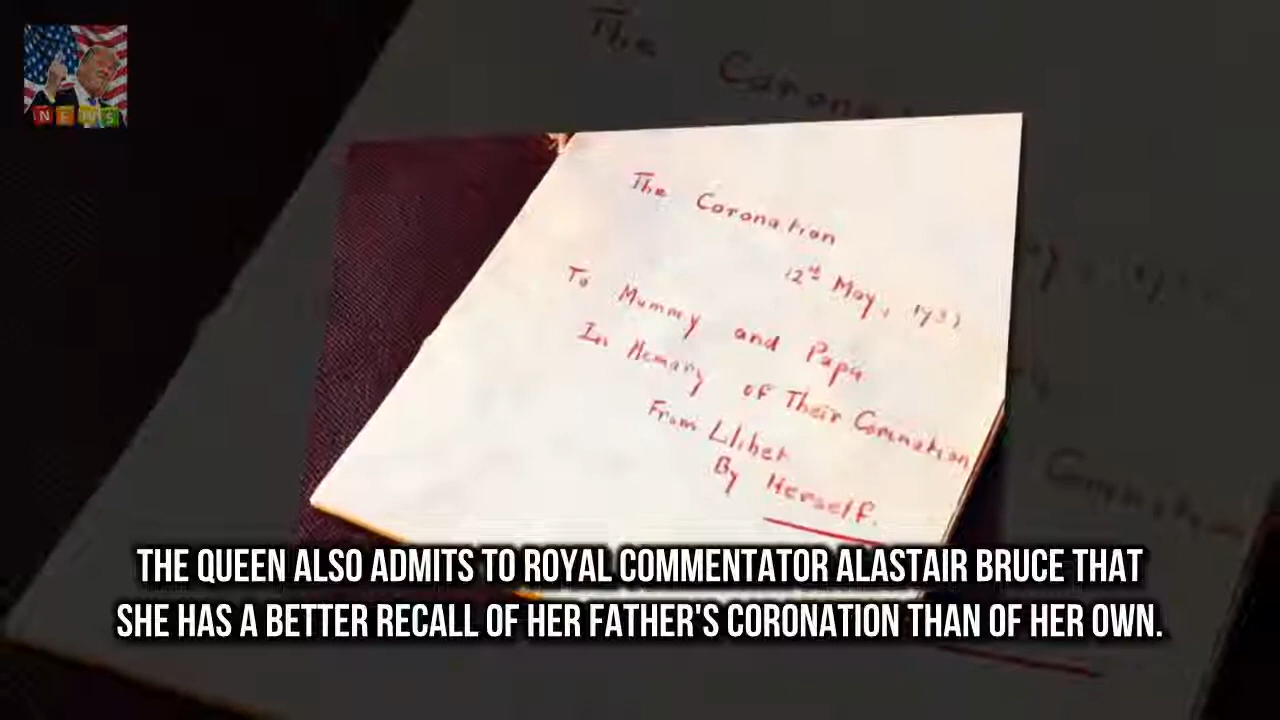 NEWS
The Coronation
12th May, 1937
To Mummy and Papa
In Memory of Their Coronation
From Lilibet
By Herself.
THE QUEEN ALSO ADMITS TO ROYAL COMMENTATOR ALASTAIR BRUCE THAT
SHE HAS A BETTER RECALL OF HER FATHER'S CORONATION THAN OF HER OWN.